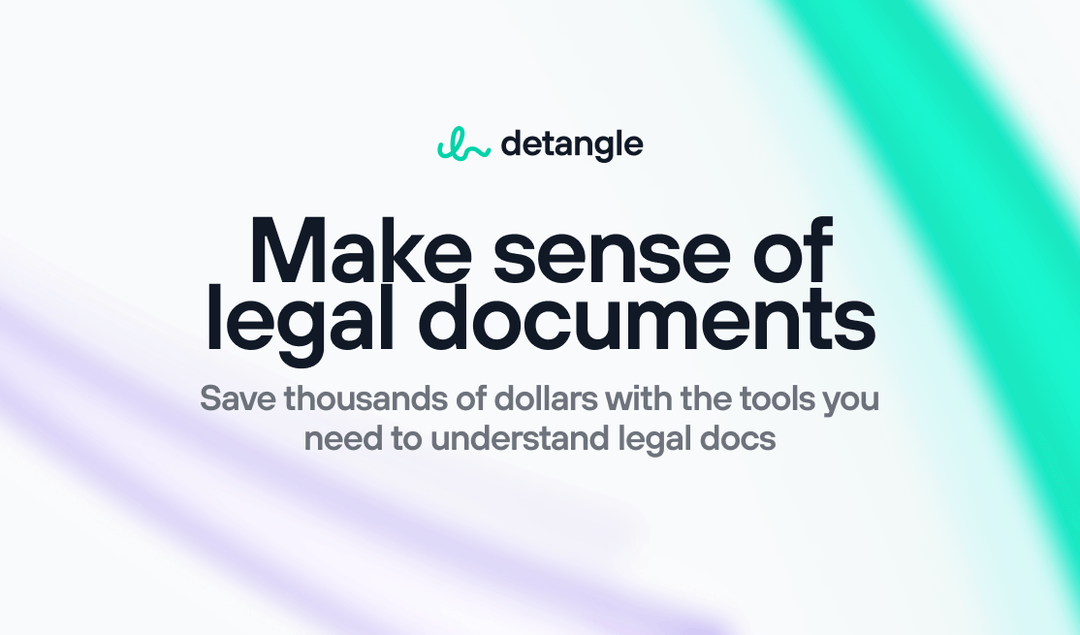 detangle
Make sense of
legal documents
Save thousands of dollars with the tools you
need to understand legal docs